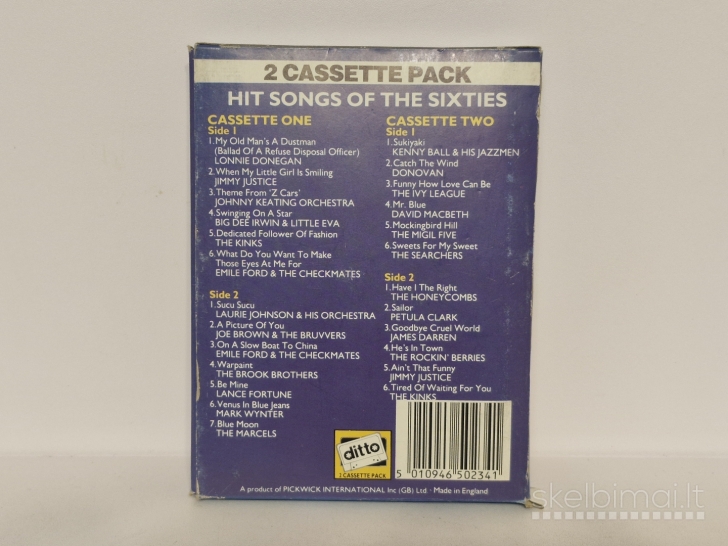 2 CASSETTE PACK
HIT SONGS OF THE SIXTIES
CASSETTE ONE
Side 1
1.My Old Man's A Dustman
(Ballad Of A Refuse Disposal Officer)
LONNIE DONEGAN
2.When My Little Girl Is Smiling
JIMMY JUSTICE
3.Theme From 'Z Cars'
JOHNNY KEATING ORCHESTRA
4.Swinging On A Star
BIG DEE IRWIN & LITTLE EVA
5.Dedicated Follower Of Fashion
THE KINKS
6.What Do You Want To Make
Those Eyes At Me For
EMILE FORD & THE CHECKMATES
Side 2
1.Sucu Sucu
LAURIE JOHNSON & HIS ORCHESTRA
2.A Picture Of You
JOE BROWN & THE BRUVVERS
3.On A Slow Boat To China
EMILE FORD & THE CHECKMATES
4.Warpaint
THE BROOK BROTHERS
5.Be Mine
LANCE FORTUNE
6.Venus In Blue Jeans
MARK WYNTER
7.Blue Moon
THE MARCELS
CASSETTE TWO
Side 1
1.Sukiyaki
KENNY BALL & HIS JAZZMEN
2.Catch The Wind
DONOVAN
3.Funny How Love Can Be
THE IVY LEAGUE
4.Mr. Blue
DAVID MACBETH
5.Mockingbird Hill
THE MIGIL FIVE
6.Sweets For My Sweet
THE SEARCHERS
Side 2
1.Have I The Right
THE HONEYCOMBS
2.Sailor
PETULA CLARK
3.Goodbye Cruel World
JAMES DARREN
4.He's In Town
THE ROCKIN' BERRIES
5.Ain't That Funny
JIMMY JUSTICE
6.Tired Of Waiting For You
THE KINKS
ditto
2 CASSETTE PACK
5 010946 502341
A product of PICKWICK INTERNATIONAL Inc (GB) Ltd · Made in England
skelbimai.lt